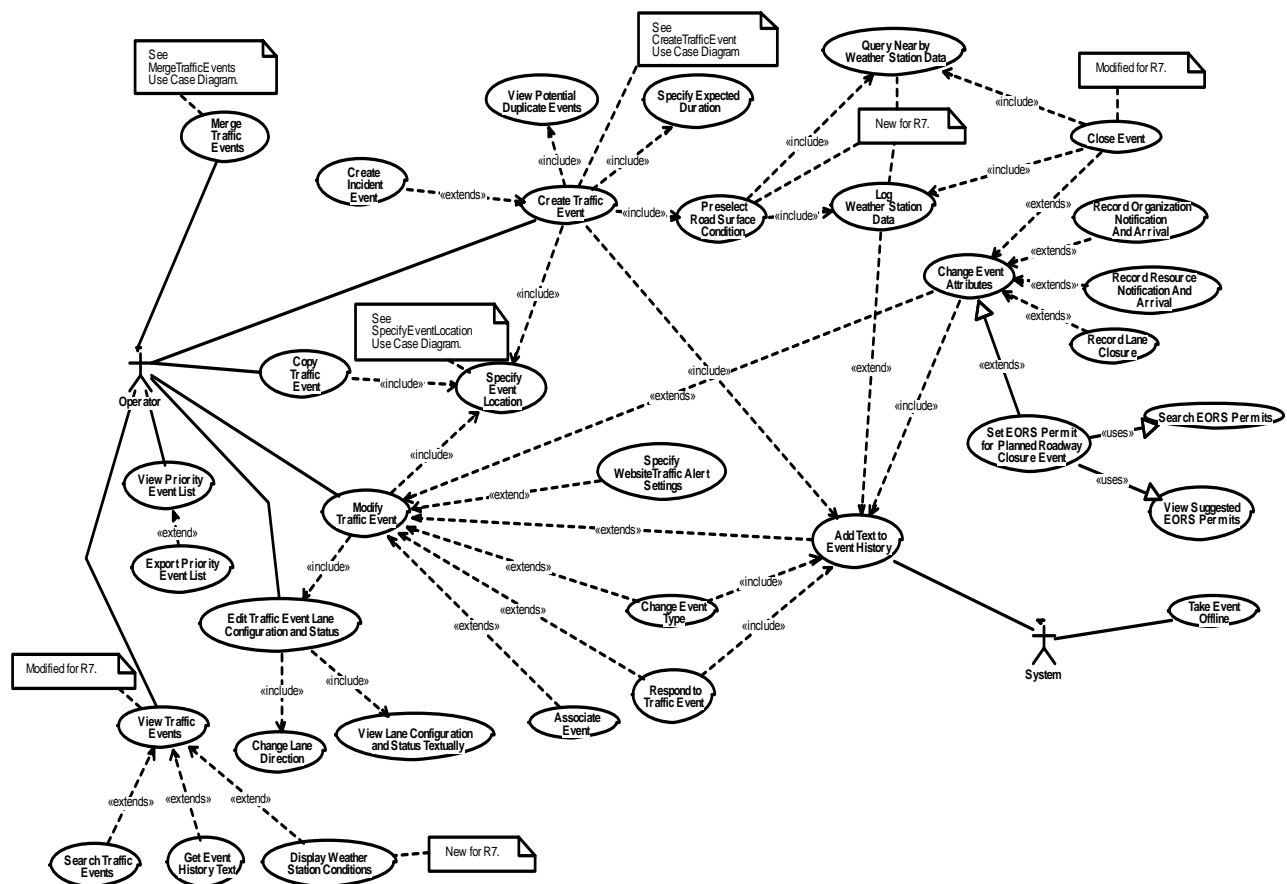 See
MergeTrafficEvents
Use Case Diagram.
See
CreateTrafficEvent
Use Case Diagram
Query Near by
Weather Station Data
Modified for R7.
View Potential
Duplicate Events
Specify Expected
Duration
Merge
Traffic
Events
«include»
New for R7.
Close Event
«include»
«include»
«include»
Create
Incident
Event
«extends»
Create Traffic
Event
«include»
Preselect
Road Surface
Condition
«include»
Log
Weather Station
Data
«include»
«extends»
Record Organization
Notification
And Arrival
«extends»
Change Event
Attributes
«extends»
Record Resource
Notification And
Arrival
«extends»
Record Lane
Closure
«include»
See
SpecifyEventLocation
Use Case Diagram.
Copy
Traffic
Event
«include»
Specify
Event
Location
«include»
«extend»
«extends»
Operator
«extends»
«include»
Search EORS Permits
«uses»
Set EORS Permit
for Planned Roadway
Closure Event
«include»
View Priority
Event List
Specify
WebsiteTraffic Alert
Settings
«extend»
«uses»
View Suggested
EORS Permits
Modify
Traffic Event
«extends»
Add Text to
Event History
«extend»
Export Priority
Event List
«include»
«extends»
Change Event
Type
«include»
Edit Traffic Event Lane
Configuration and Status
«extends»
«extends»
«include»
Take Event
Offline
System
Modified for R7.
View Traffic
Events
«include»
«include»
Respond to
Traffic Event
Associate
Event
Change Lane
Direction
View Lane Configuration
and Status Textually
«extends»
«extends»
«extend»
Search Traffic
Events
Get Event
History Text
Display Weather
Station Conditions
New for R7.